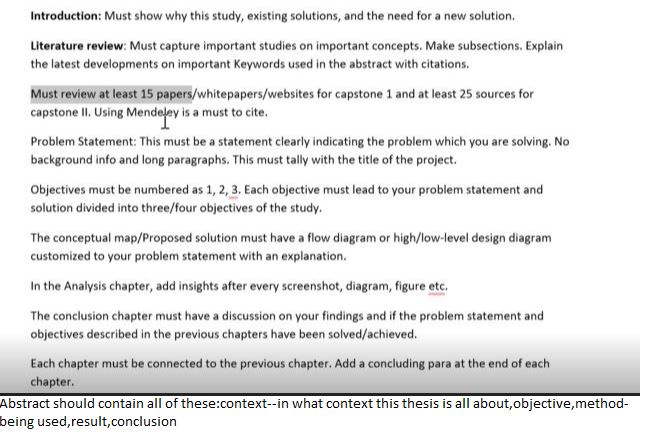 Introduction: Must show why this study, existing solutions, and the need for a new solution.
Literature review: Must capture important studies on important concepts. Make subsections. Explain
the latest developments on important Keywords used in the abstract with citations.
Must review at least 15 papers/whitepapers/websites for capstone 1 and at least 25 sources for
capstone II. Using Mendeley is a must to cite.
Problem Statement: This must be a statement clearly indicating the problem which you are solving. No
background info and long paragraphs. This must tally with the title of the project.
Objectives must be numbered as 1, 2, 3. Each objective must lead to your problem statement and
solution divided into three/four objectives of the study.
The conceptual map/Proposed solution must have a flow diagram or high/low-level design diagram
customized to your problem statement with an explanation.
In the Analysis chapter, add insights after every screenshot, diagram, figure etc.
The conclusion chapter must have a discussion on your findings and if the problem statement and
objectives described in the previous chapters have been solved/achieved.
Each chapter must be connected to the previous chapter. Add a concluding para at the end of each
chapter.
Abstract should contain all of these:context--in what context this thesis is all about,objective,method-
being used,result,conclusion